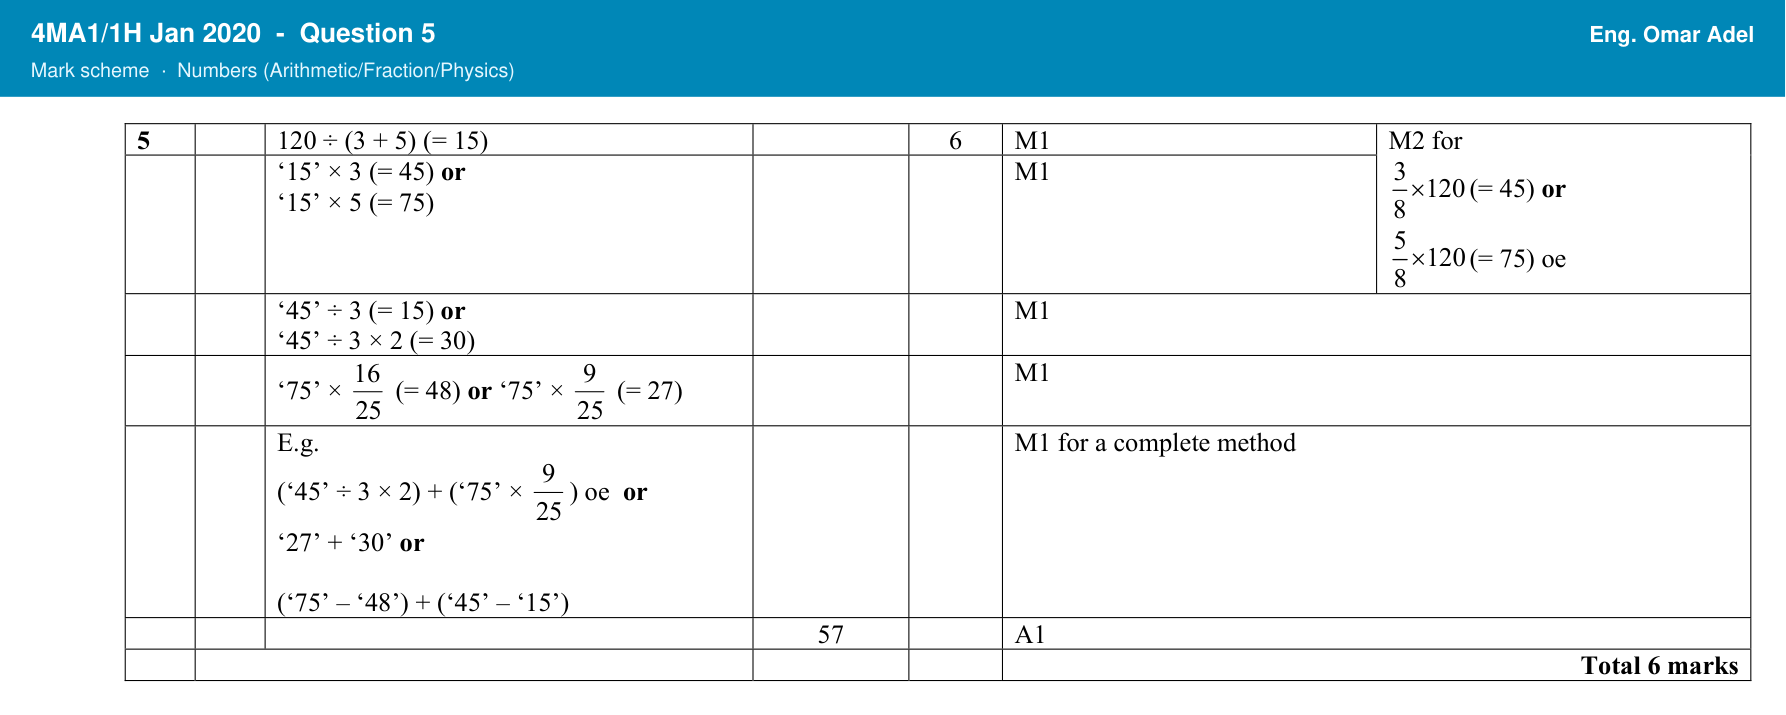 4MA1/1H Jan 2020 - Question 5
Eng. Omar Adel
Mark scheme · Numbers (Arithmetic/Fraction/Physics)
5 120 ÷ (3 + 5) (= 15) 6 M1 M2 for
‘15’ × 3 (= 45) or M1
‘15’ × 5 (= 75)
3/8 ×120 (= 45) or
5/8 ×120 (= 75) oe
‘45’ ÷ 3 (= 15) or M1
‘45’ ÷ 3 × 2 (= 30)
‘75’ × 16/25 (= 48) or ‘75’ × 9/25 (= 27) M1
E.g. M1 for a complete method
(‘45’ ÷ 3 × 2) + (‘75’ × 9/25 ) oe or
‘27’ + ‘30’ or
(‘75’ – ‘48’) + (‘45’ – ‘15’)
57 A1
Total 6 marks